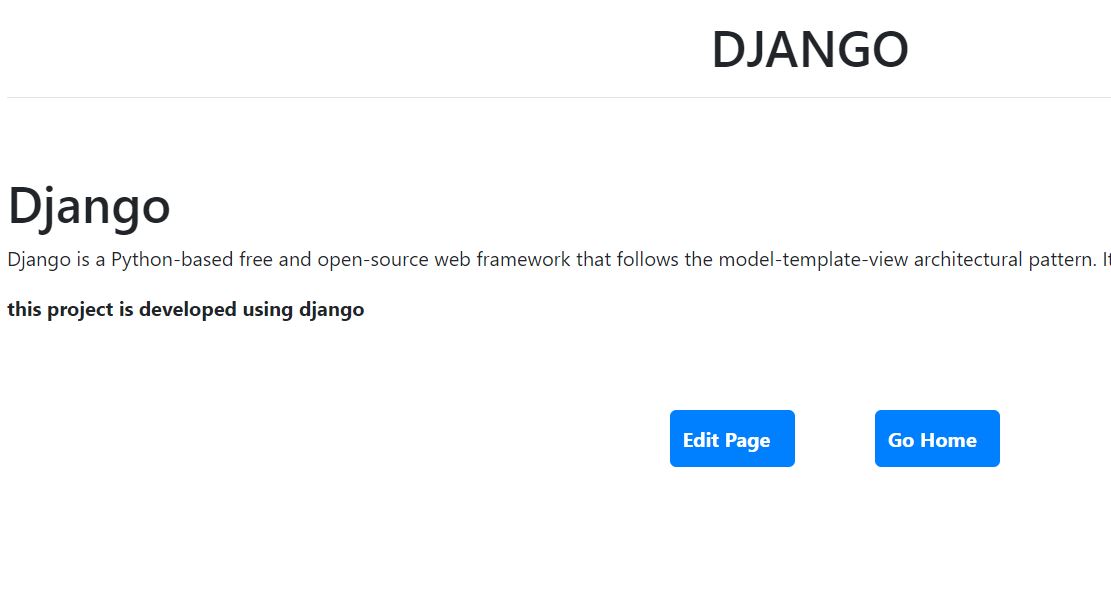 DJANGO
Django
Django is a Python-based free and open-source web framework that follows the model-template-view architectural pattern. It
this project is developed using django
Edit Page
Go Home